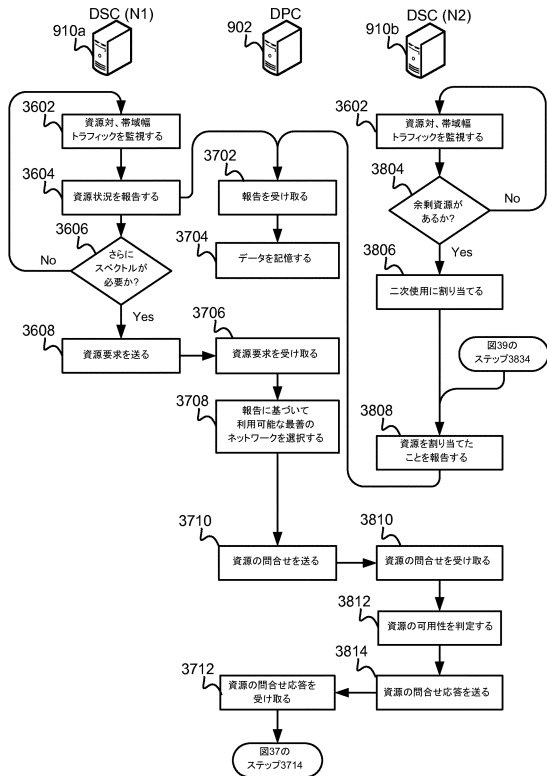 DSC (N1)
910a
DPC
902
DSC (N2)
910b
3602
資源対、帯域幅
トラフィックを監視する
3602
資源対、帯域幅
トラフィックを監視する
3604
資源状況を報告する
3702
報告を受け取る
3804
余剰資源が
あるか?
No
Yes
3606
さらに
スペクトルが
必要か?
No
Yes
3704
データを記憶する
3806
二次使用に割り当てる
3608
資源要求を送る
3706
資源要求を受け取る
図39の
ステップ3834
3708
報告に基づいて
利用可能な最善の
ネットワークを選択する
3808
資源を割り当てた
ことを報告する
3710
資源の問合せを送る
3810
資源の問合せを受け取る
3812
資源の可用性を判定する
3814
資源の問合せ応答を送る
3712
資源の問合せ応答を
受け取る
図37の
ステップ3714